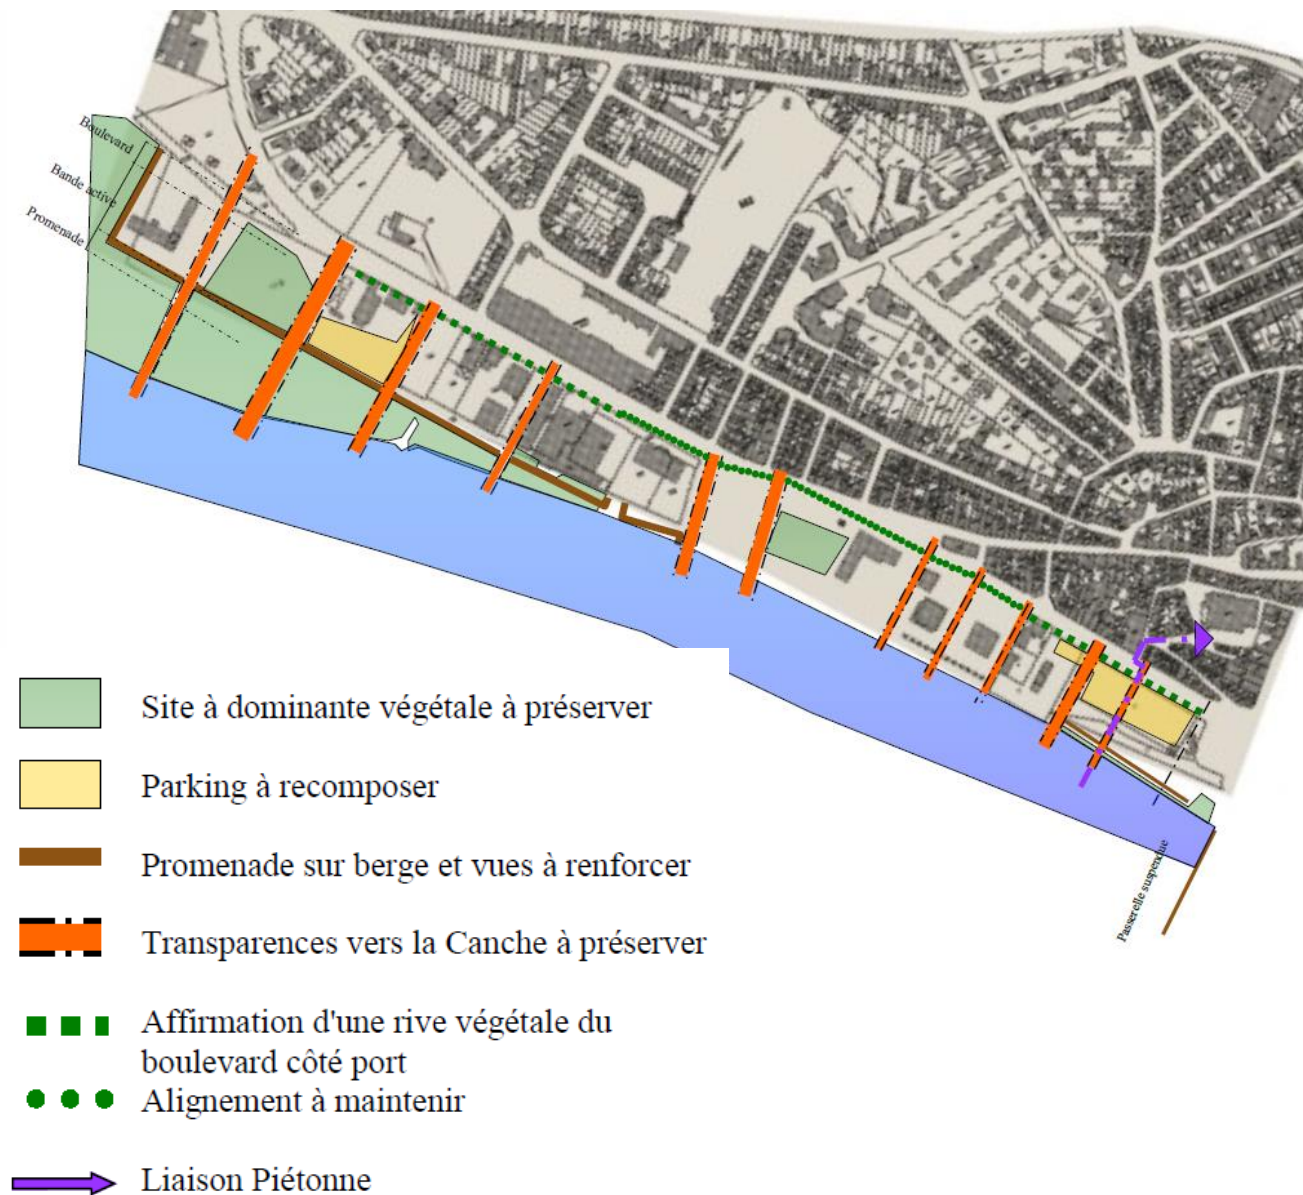 Boulevard
Bande active
Promenade
Passerelle suspendue
Site à dominante végétale à préserver
Parking à recomposer
Promenade sur berge et vues à renforcer
Transparences vers la Canche à préserver
Affirmation d'une rive végétale du
boulevard côté port
Alignement à maintenir
Liaison Piétonne